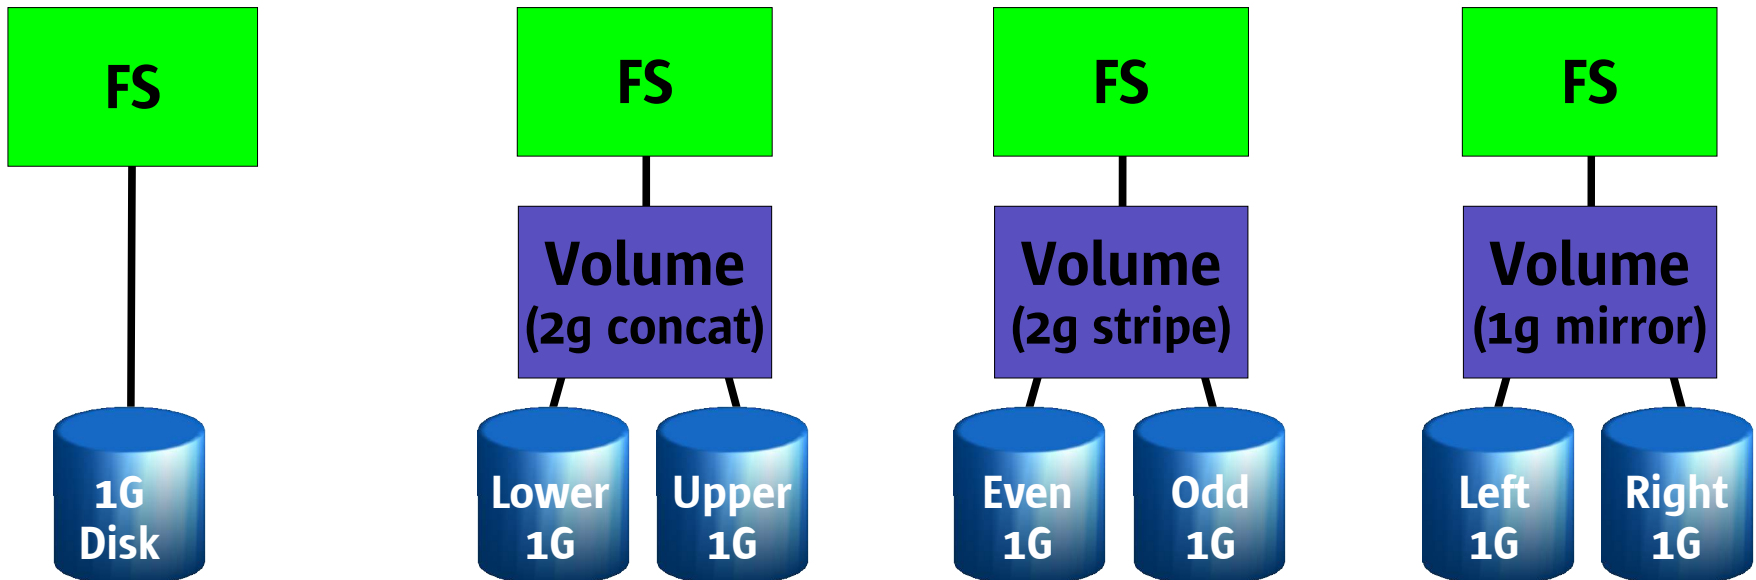 FS
1G
Disk
FS
Volume
(2g concat)
Lower
1G
Upper
1G
FS
Volume
(2g stripe)
Even
1G
Odd
1G
FS
Volume
(1g mirror)
Left
1G
Right
1G